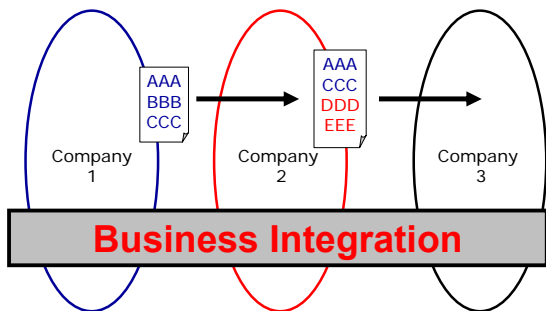 AAA
BBB
CCC
AAA
CCC
DDD
EEE
Company
1
Company
2
Company
3
Business Integration